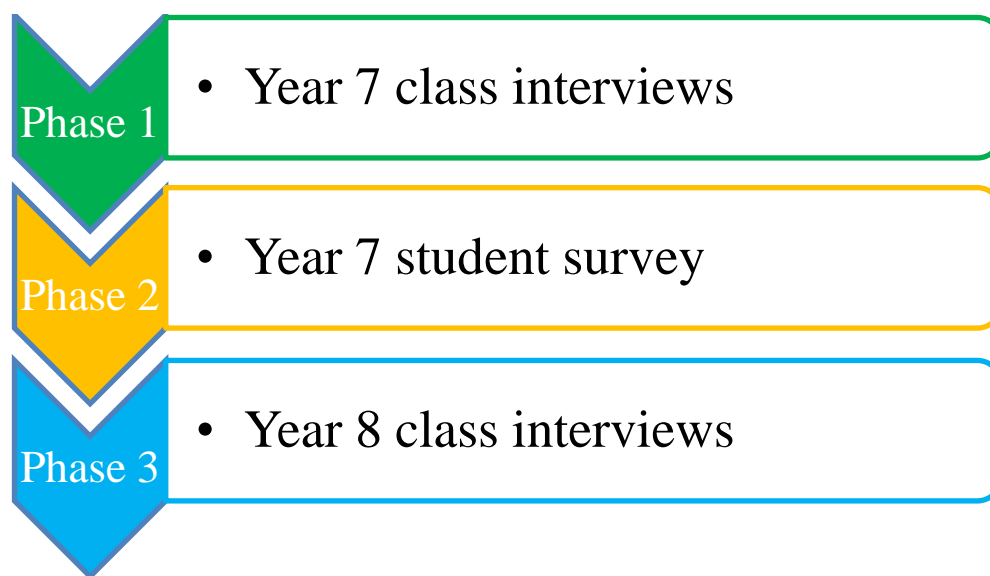 Phase 1
• Year 7 class interviews
Phase 2
• Year 7 student survey
Phase 3
• Year 8 class interviews